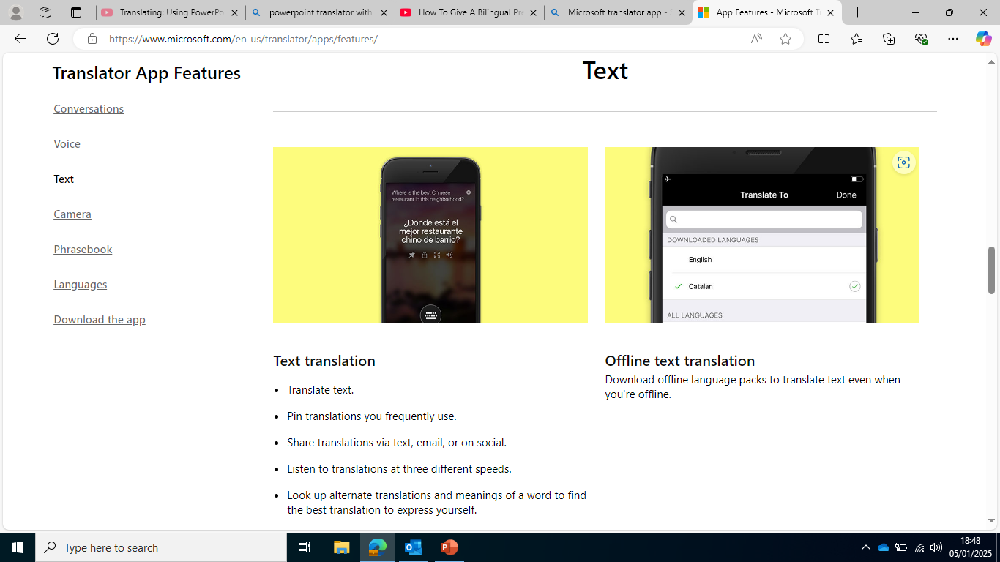 Translating: Using PowerPo
powerpoint translator with
How To Give A Bilingual Pre
Microsoft translator app - S
App Features - Microsoft Tr
https://www.microsoft.com/en-us/translator/apps/features/
Translator App Features
Conversations
Voice
Text
Camera
Phrasebook
Languages
Download the app
Text
Where is the best Chinese
restaurant in this neighborhood?
¿Dónde está el
mejor restaurante
chino de barrio?
Translate To
Done
DOWNLOADED LANGUAGES
English
Catalan
ALL LANGUAGES
Text translation
• Translate text.
• Pin translations you frequently use.
• Share translations via text, email, or on social.
• Listen to translations at three different speeds.
• Look up alternate translations and meanings of a word to find
the best translation to express yourself.
Offline text translation
Download offline language packs to translate text even when
you're offline.
Type here to search
18:48
05/01/2025